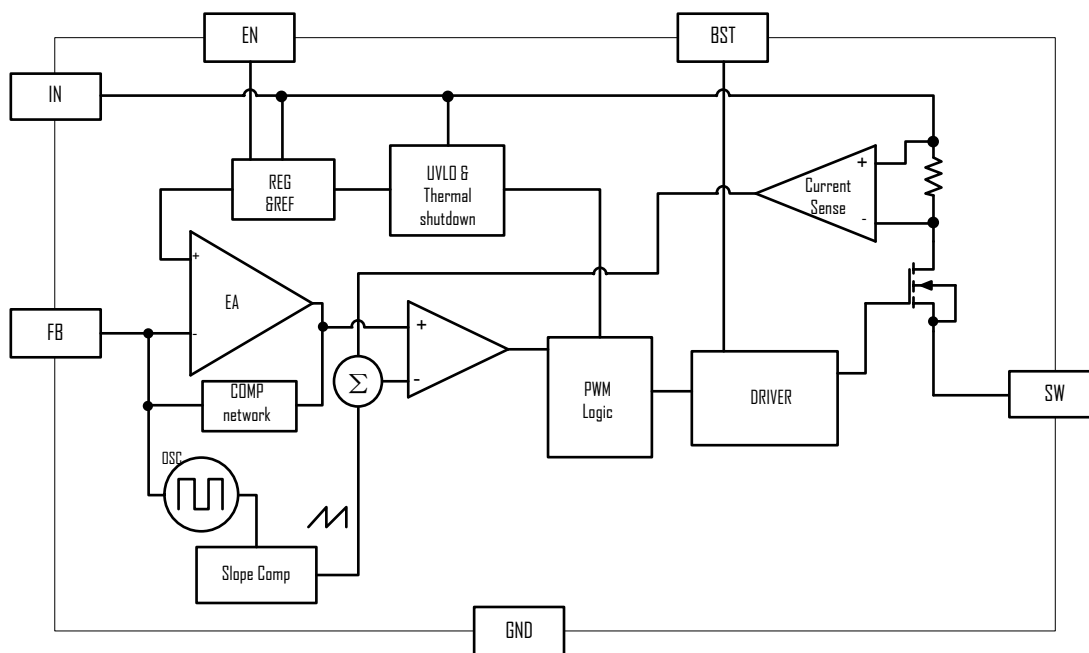 EN
BST
IN
REG
&REF
UVLO &
Thermal
shutdown
+
Current
Sense
-
+
EA
-
FB
+
-
Σ
COMP
network
PWM
Logic
DRIVER
SW
OSC
Slope Comp
GND